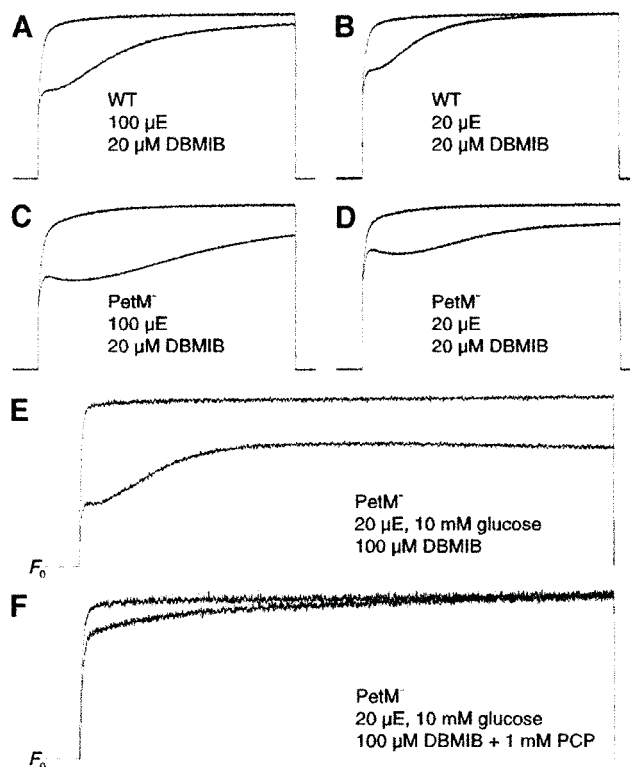 A
WT
100 µE
20 µM DBMIB
B
WT
20 µE
20 µM DBMIB
C
PetM⁻
100 µE
20 µM DBMIB
D
PetM⁻
20 µE
20 µM DBMIB
E
PetM⁻
20 µE, 10 mM glucose
100 µM DBMIB
F₀
F
PetM⁻
20 µE, 10 mM glucose
100 µM DBMIB + 1 mM PCP
F₀